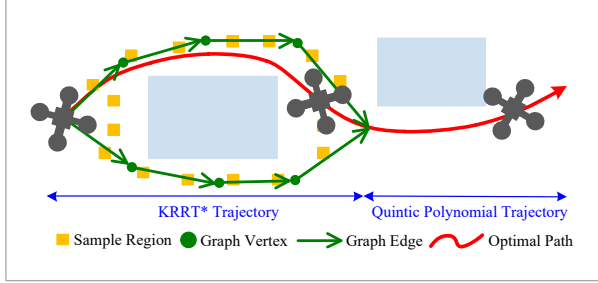 KRRT* Trajectory
Quintic Polynomial Trajectory
Sample Region
Graph Vertex
Graph Edge
Optimal Path